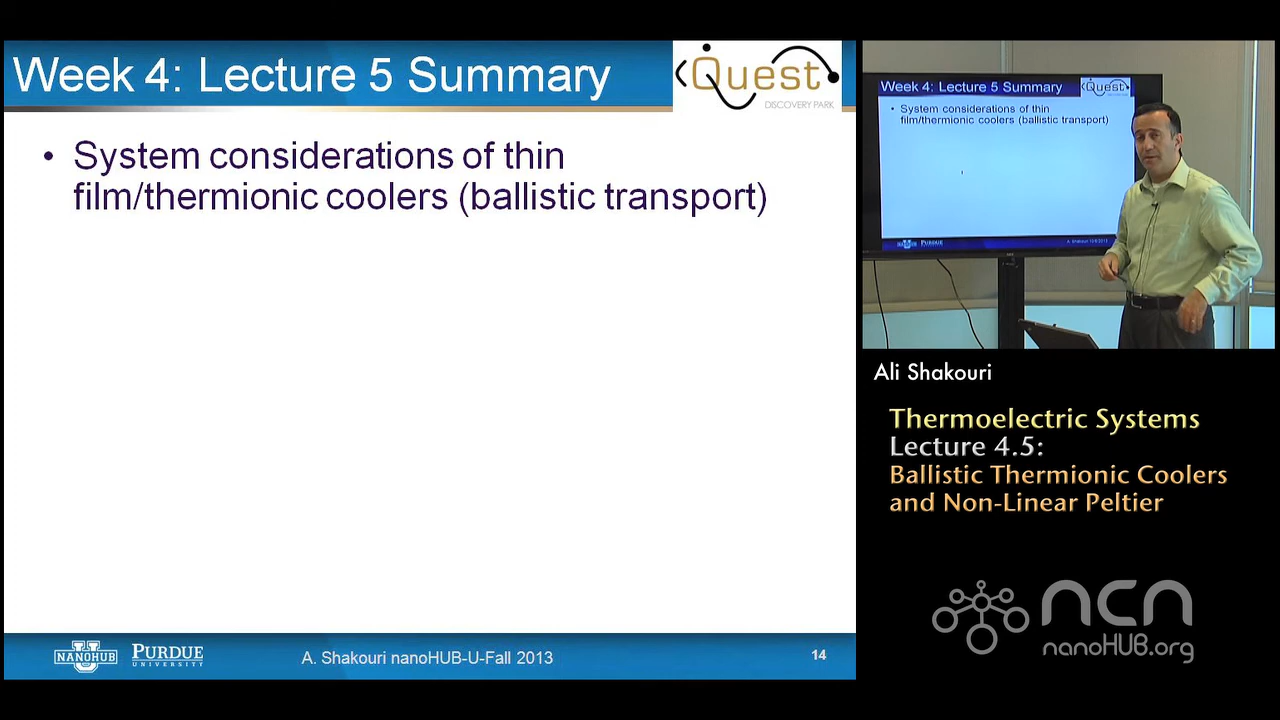 Week 4: Lecture 5 Summary
Quest
DISCOVERY PARK
• System considerations of thin
film/thermionic coolers (ballistic transport)
NANOHUB
U
PURDUE
UNIVERSITY
A. Shakouri nanoHUB-U-Fall 2013
14
Week 4: Lecture 5 Summary
Quest
• System considerations of thin
film/thermionic coolers (ballistic transport)
PURDUE
Ali Shakouri
Thermoelectric Systems
Lecture 4.5:
Ballistic Thermionic Coolers
and Non-Linear Peltier
ncn
nanoHUB.org